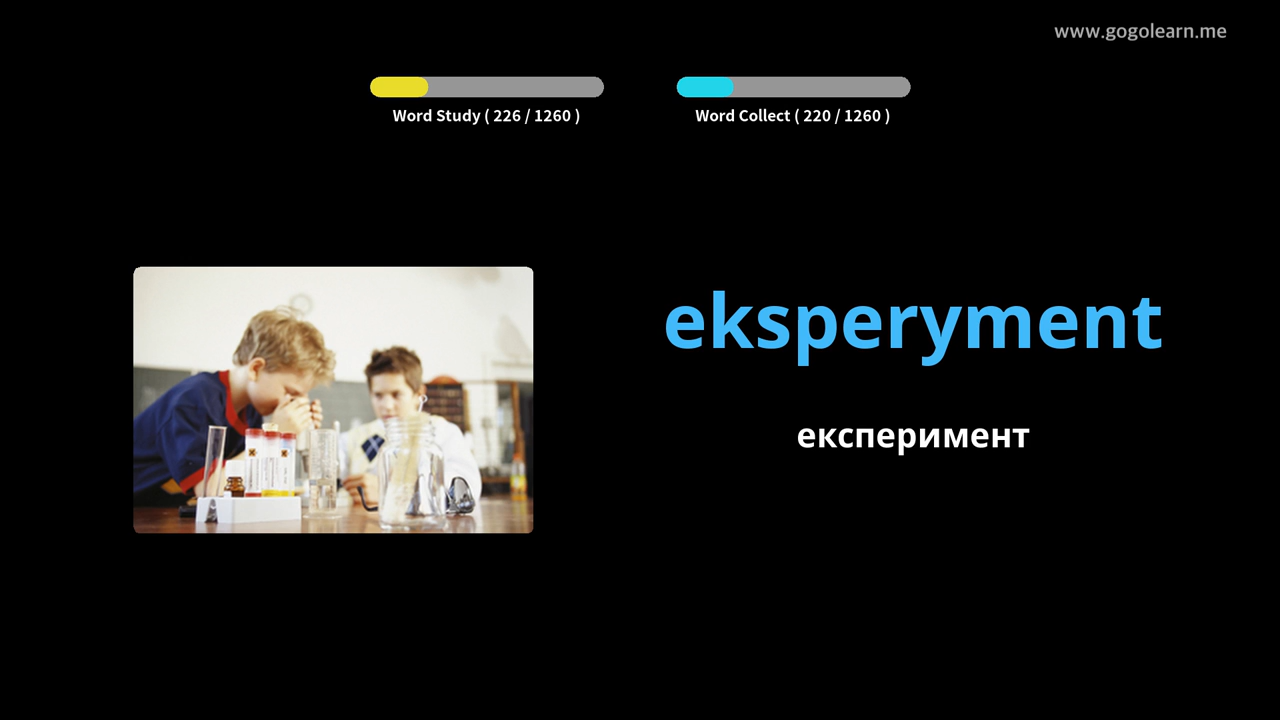 www.gogolearn.me
Word Study ( 226 / 1260 )
Word Collect ( 220 / 1260 )
eksperyment
експеримент